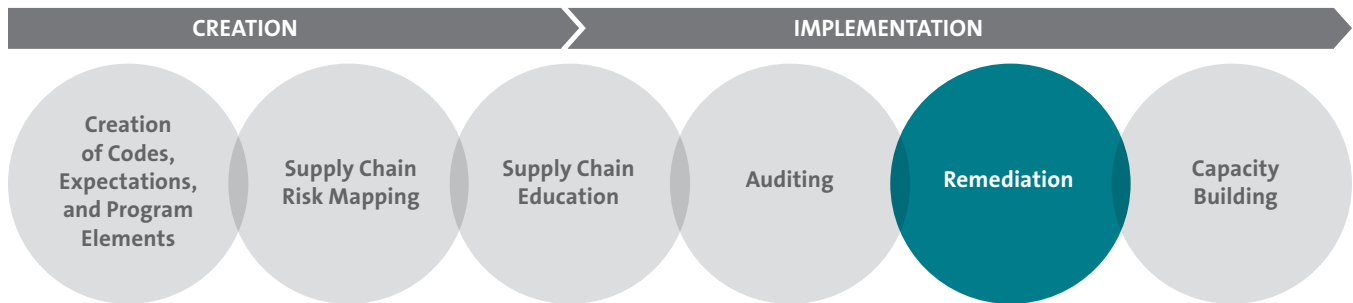 CREATION
IMPLEMENTATION
Creation
of Codes,
Expectations,
and Program
Elements
Supply Chain
Risk Mapping
Supply Chain
Education
Auditing
Remediation
Capacity
Building